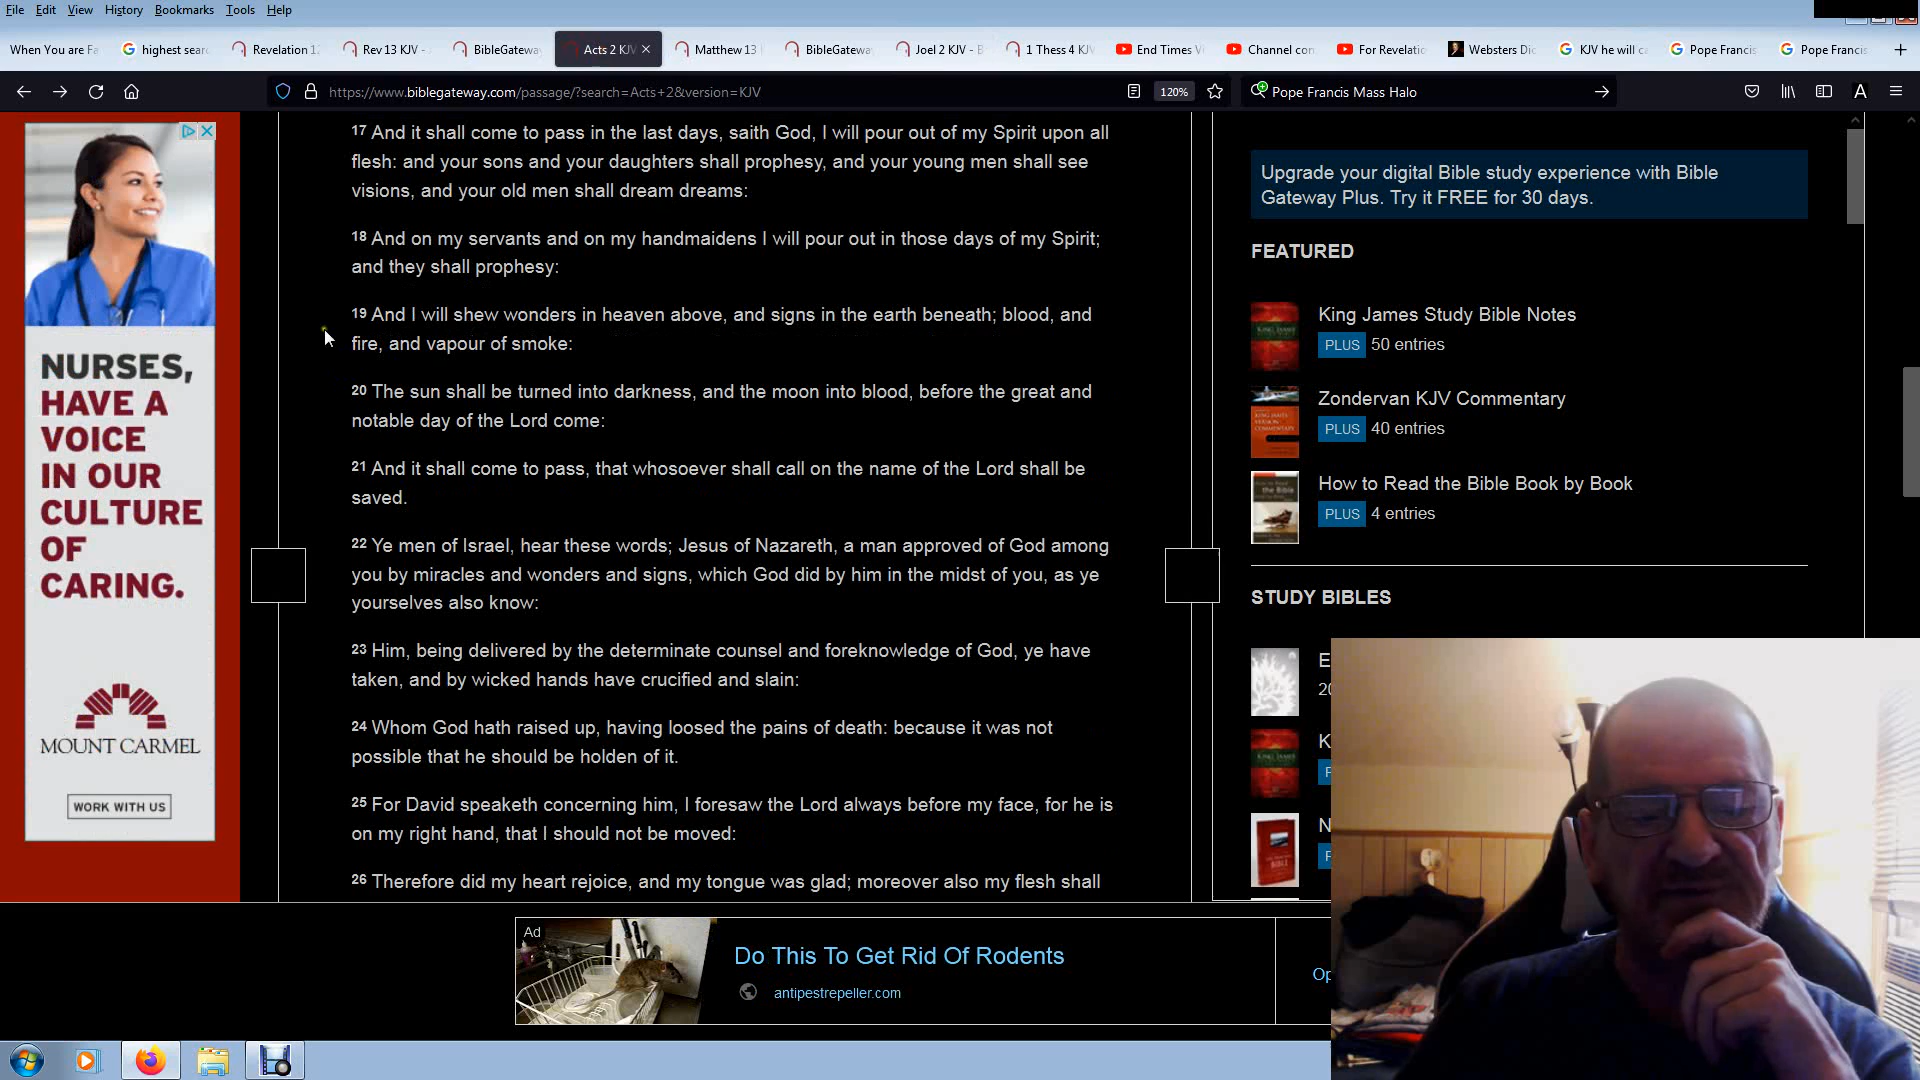 File Edit View History Bookmarks Tools Help
When You are Fa
highest sear
Revelation 1
Rev 13 KJV -
BibleGatewa
Acts 2 KJV
Matthew 13
BibleGatewa
Joel 2 KJV - B
1 Thess 4 KJV
End Times Vi
Channel con
For Revelatio
Websters Dic
KJV he will ca
Pope Francis
Pope Francis
https://www.biblegateway.com/passage/?search=Acts+2&version=KJV
120%
Pope Francis Mass Halo
17 And it shall come to pass in the last days, saith God, I will pour out of my Spirit upon all
flesh: and your sons and your daughters shall prophesy, and your young men shall see
visions, and your old men shall dream dreams:
18 And on my servants and on my handmaidens I will pour out in those days of my Spirit;
and they shall prophesy:
19 And I will shew wonders in heaven above, and signs in the earth beneath; blood, and
fire, and vapour of smoke:
20 The sun shall be turned into darkness, and the moon into blood, before the great and
notable day of the Lord come:
21 And it shall come to pass, that whosoever shall call on the name of the Lord shall be
saved.
22 Ye men of Israel, hear these words; Jesus of Nazareth, a man approved of God among
you by miracles and wonders and signs, which God did by him in the midst of you, as ye
yourselves also know:
23 Him, being delivered by the determinate counsel and foreknowledge of God, ye have
taken, and by wicked hands have crucified and slain:
24 Whom God hath raised up, having loosed the pains of death: because it was not
possible that he should be holden of it.
25 For David speaketh concerning him, I foresaw the Lord always before my face, for he is
on my right hand, that I should not be moved:
26 Therefore did my heart rejoice, and my tongue was glad; moreover also my flesh shall
NURSES,
HAVE A
VOICE
IN OUR
CULTURE
OF
CARING.
MOUNT CARMEL
WORK WITH US
Upgrade your digital Bible study experience with Bible
Gateway Plus. Try it FREE for 30 days.
FEATURED
King James Study Bible Notes
PLUS 50 entries
Zondervan KJV Commentary
PLUS 40 entries
How to Read the Bible Book by Book
PLUS 4 entries
STUDY BIBLES
E
20
K
P
N
P
Ad
Do This To Get Rid Of Rodents
antipestrepeller.com
Op